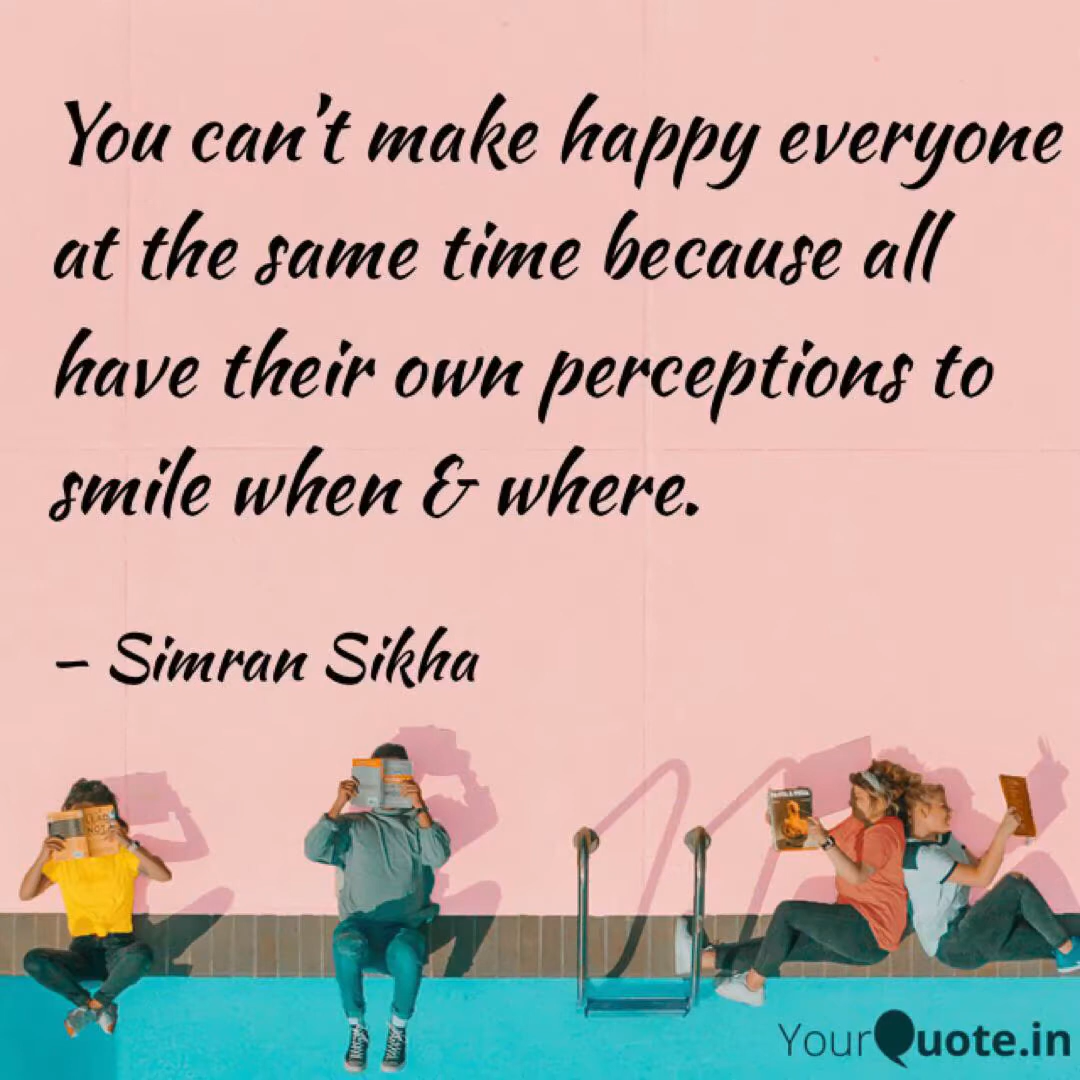 You can't make happy everyone
at the same time because all
have their own perceptions to
smile when & where.
– Simran Sikha
YourQuote.in